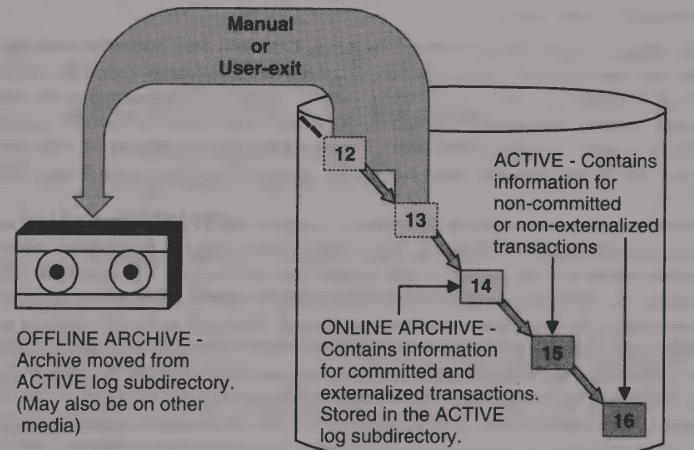 Manual
or
User-exit
12
13
14
15
16
ACTIVE - Contains
information for
non-committed
or non-externalized
transactions
ONLINE ARCHIVE -
Contains information
for committed and
externalized transactions.
Stored in the ACTIVE
log subdirectory.
OFFLINE ARCHIVE -
Archive moved from
ACTIVE log subdirectory.
(May also be on other
media)